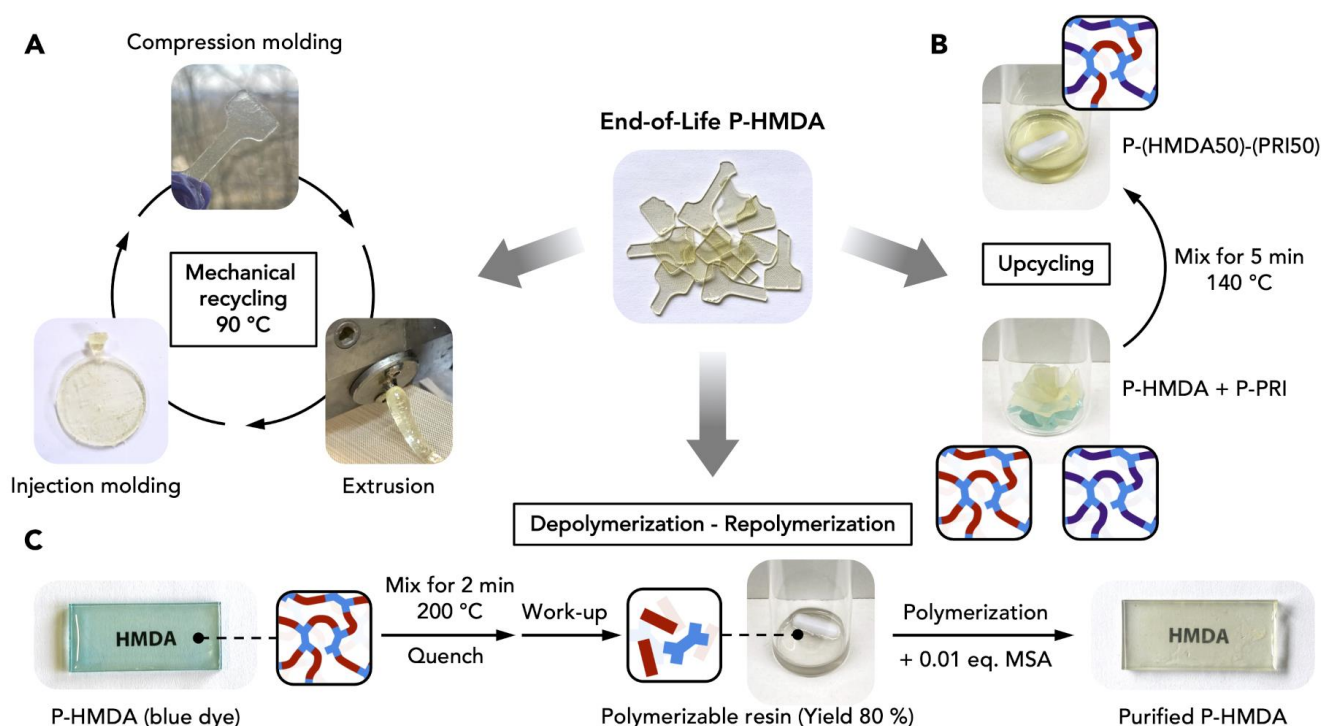 A
Compression molding
Mechanical
recycling
90 °C
Injection molding
Extrusion
End-of-Life P-HMDA
B
P-(HMDA50)-(PRI50)
Upcycling
Mix for 5 min
140 °C
P-HMDA + P-PRI
Depolymerization - Repolymerization
C
HMDA
P-HMDA (blue dye)
Mix for 2 min
200 °C
Quench
Work-up
Polymerizable resin (Yield 80 %)
Polymerization
+ 0.01 eq. MSA
HMDA
Purified P-HMDA